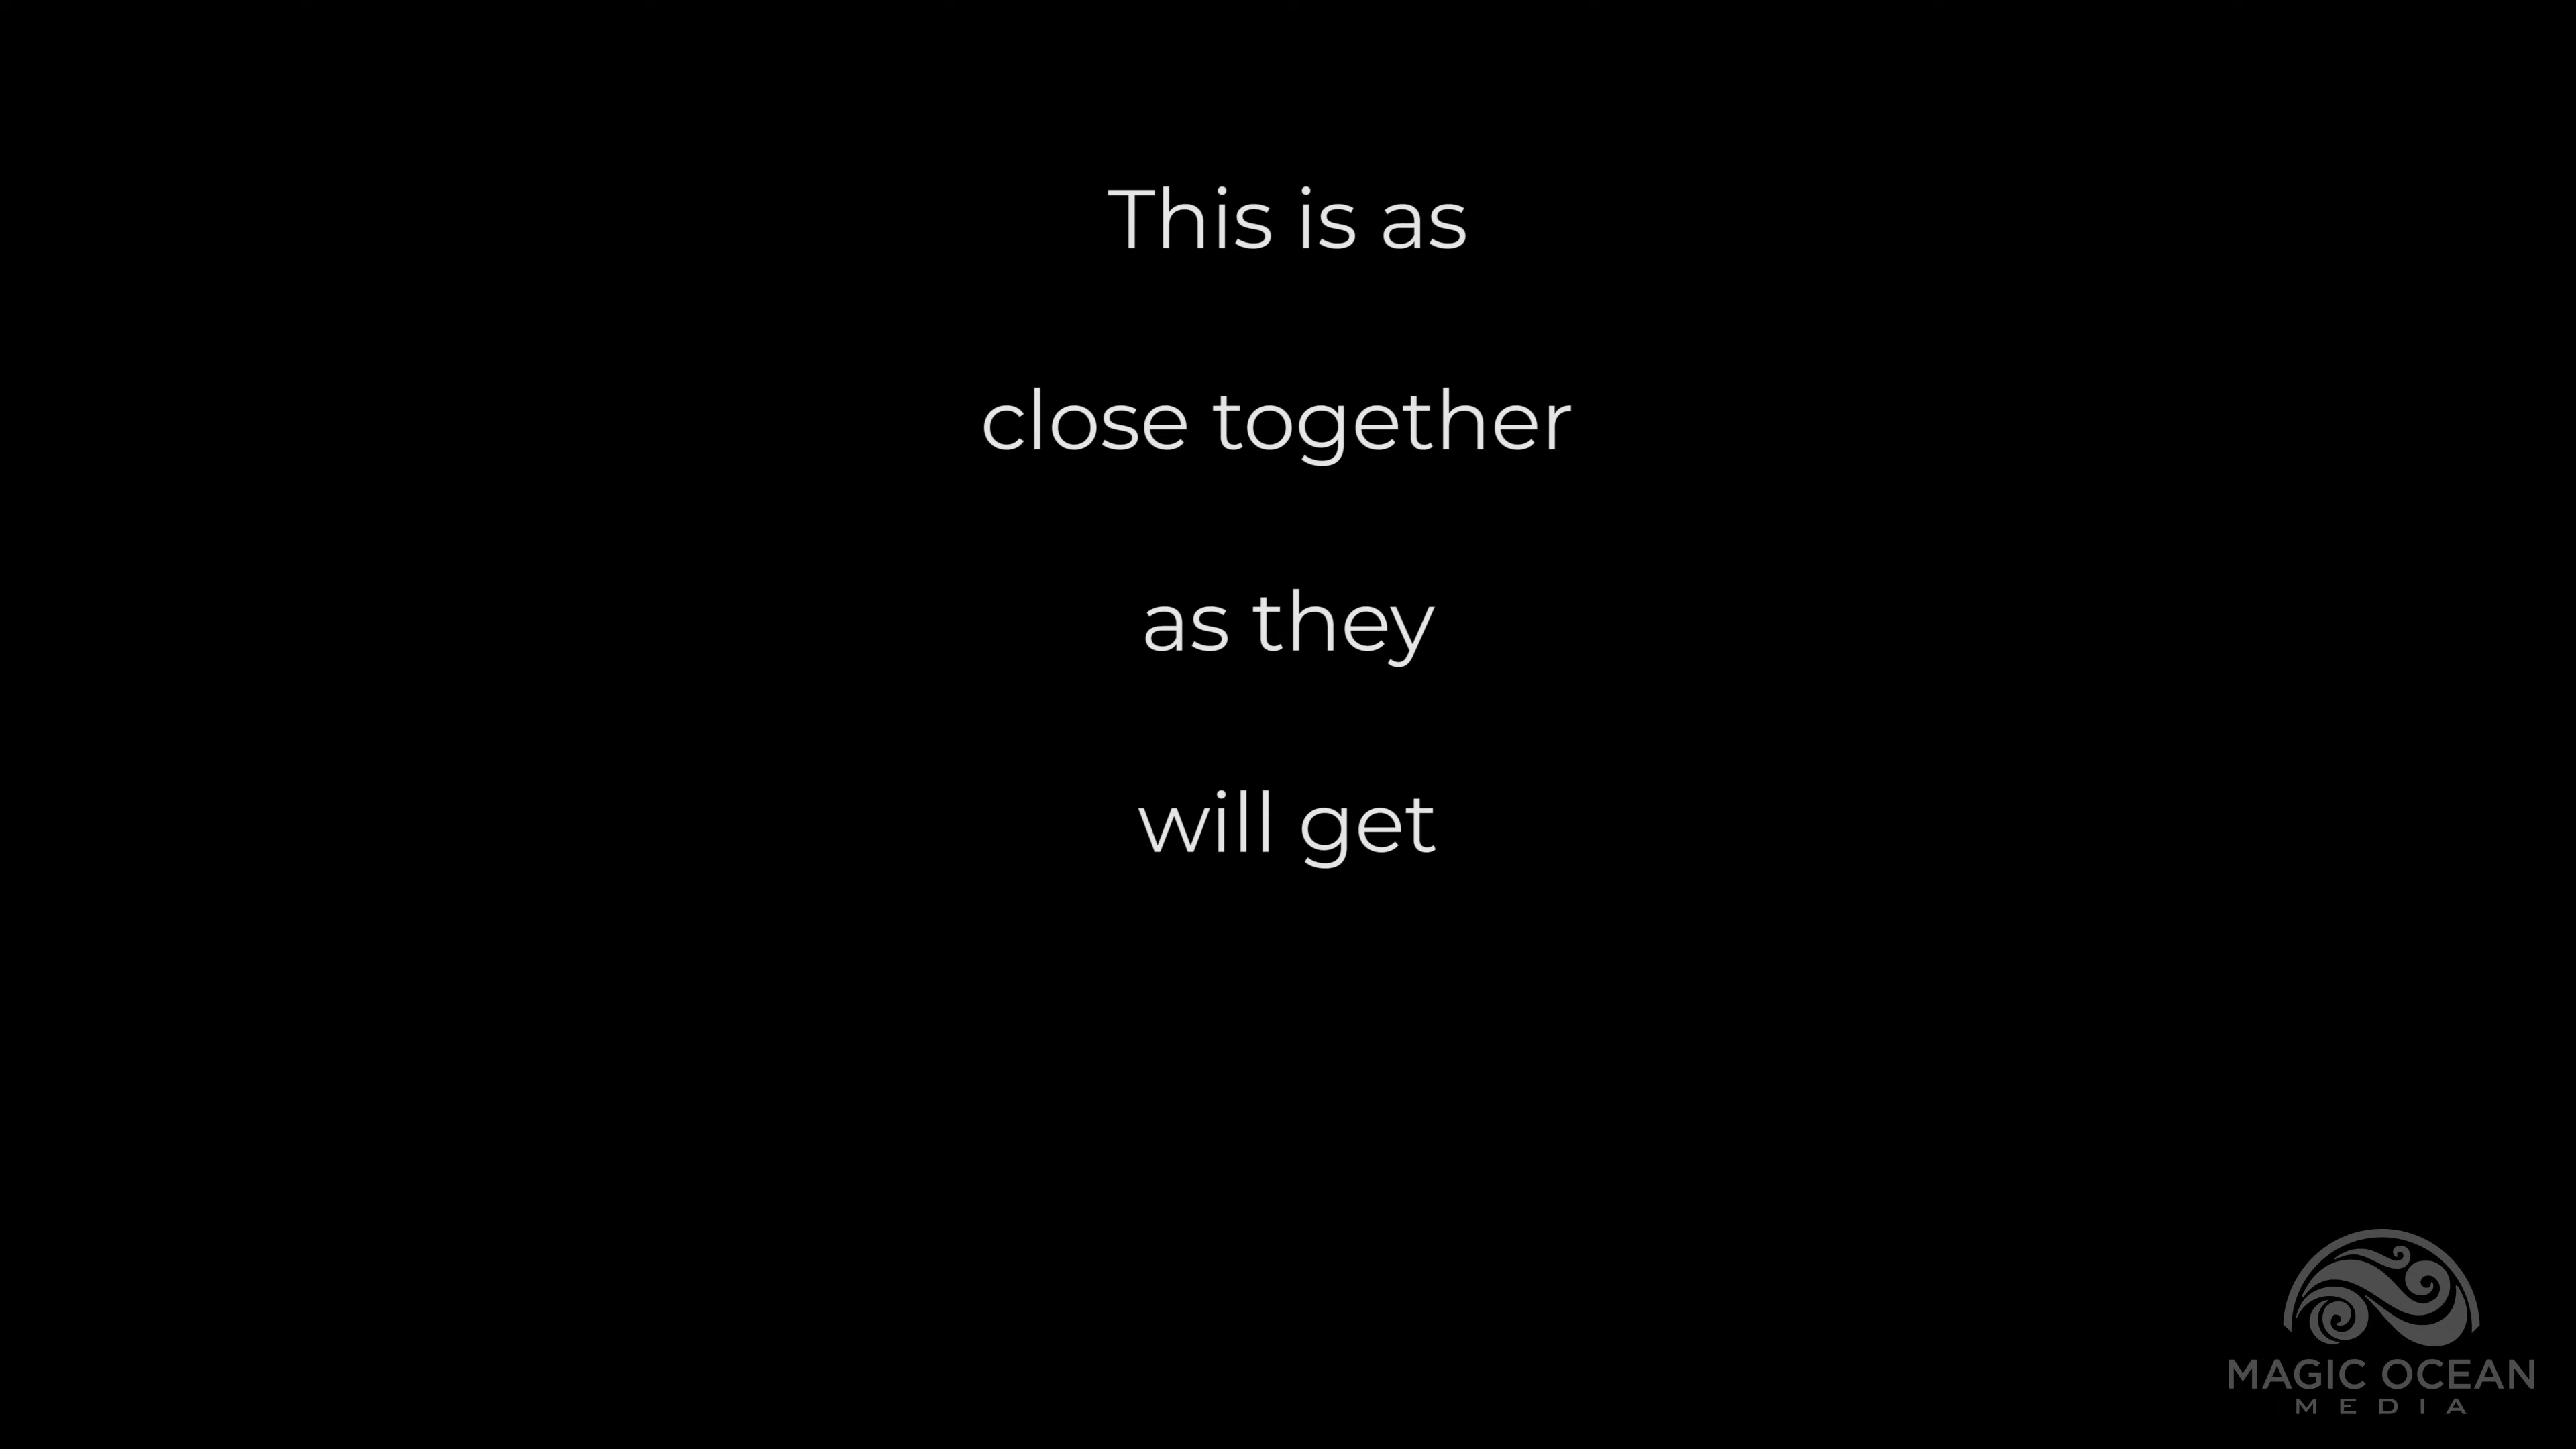 This is as
close together
as they
will get
MAGIC OCEAN
MEDIA